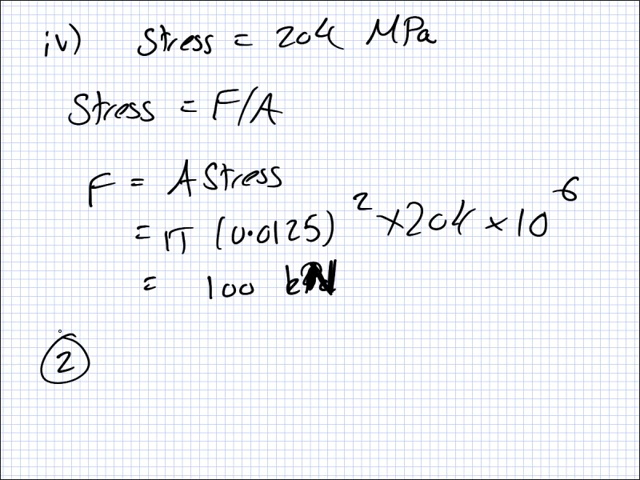 iv) Stress = 204 MPa
Stress = F/A
F = A Stress
= π (0.0125)² × 204 × 10⁶
= 100 kN
2